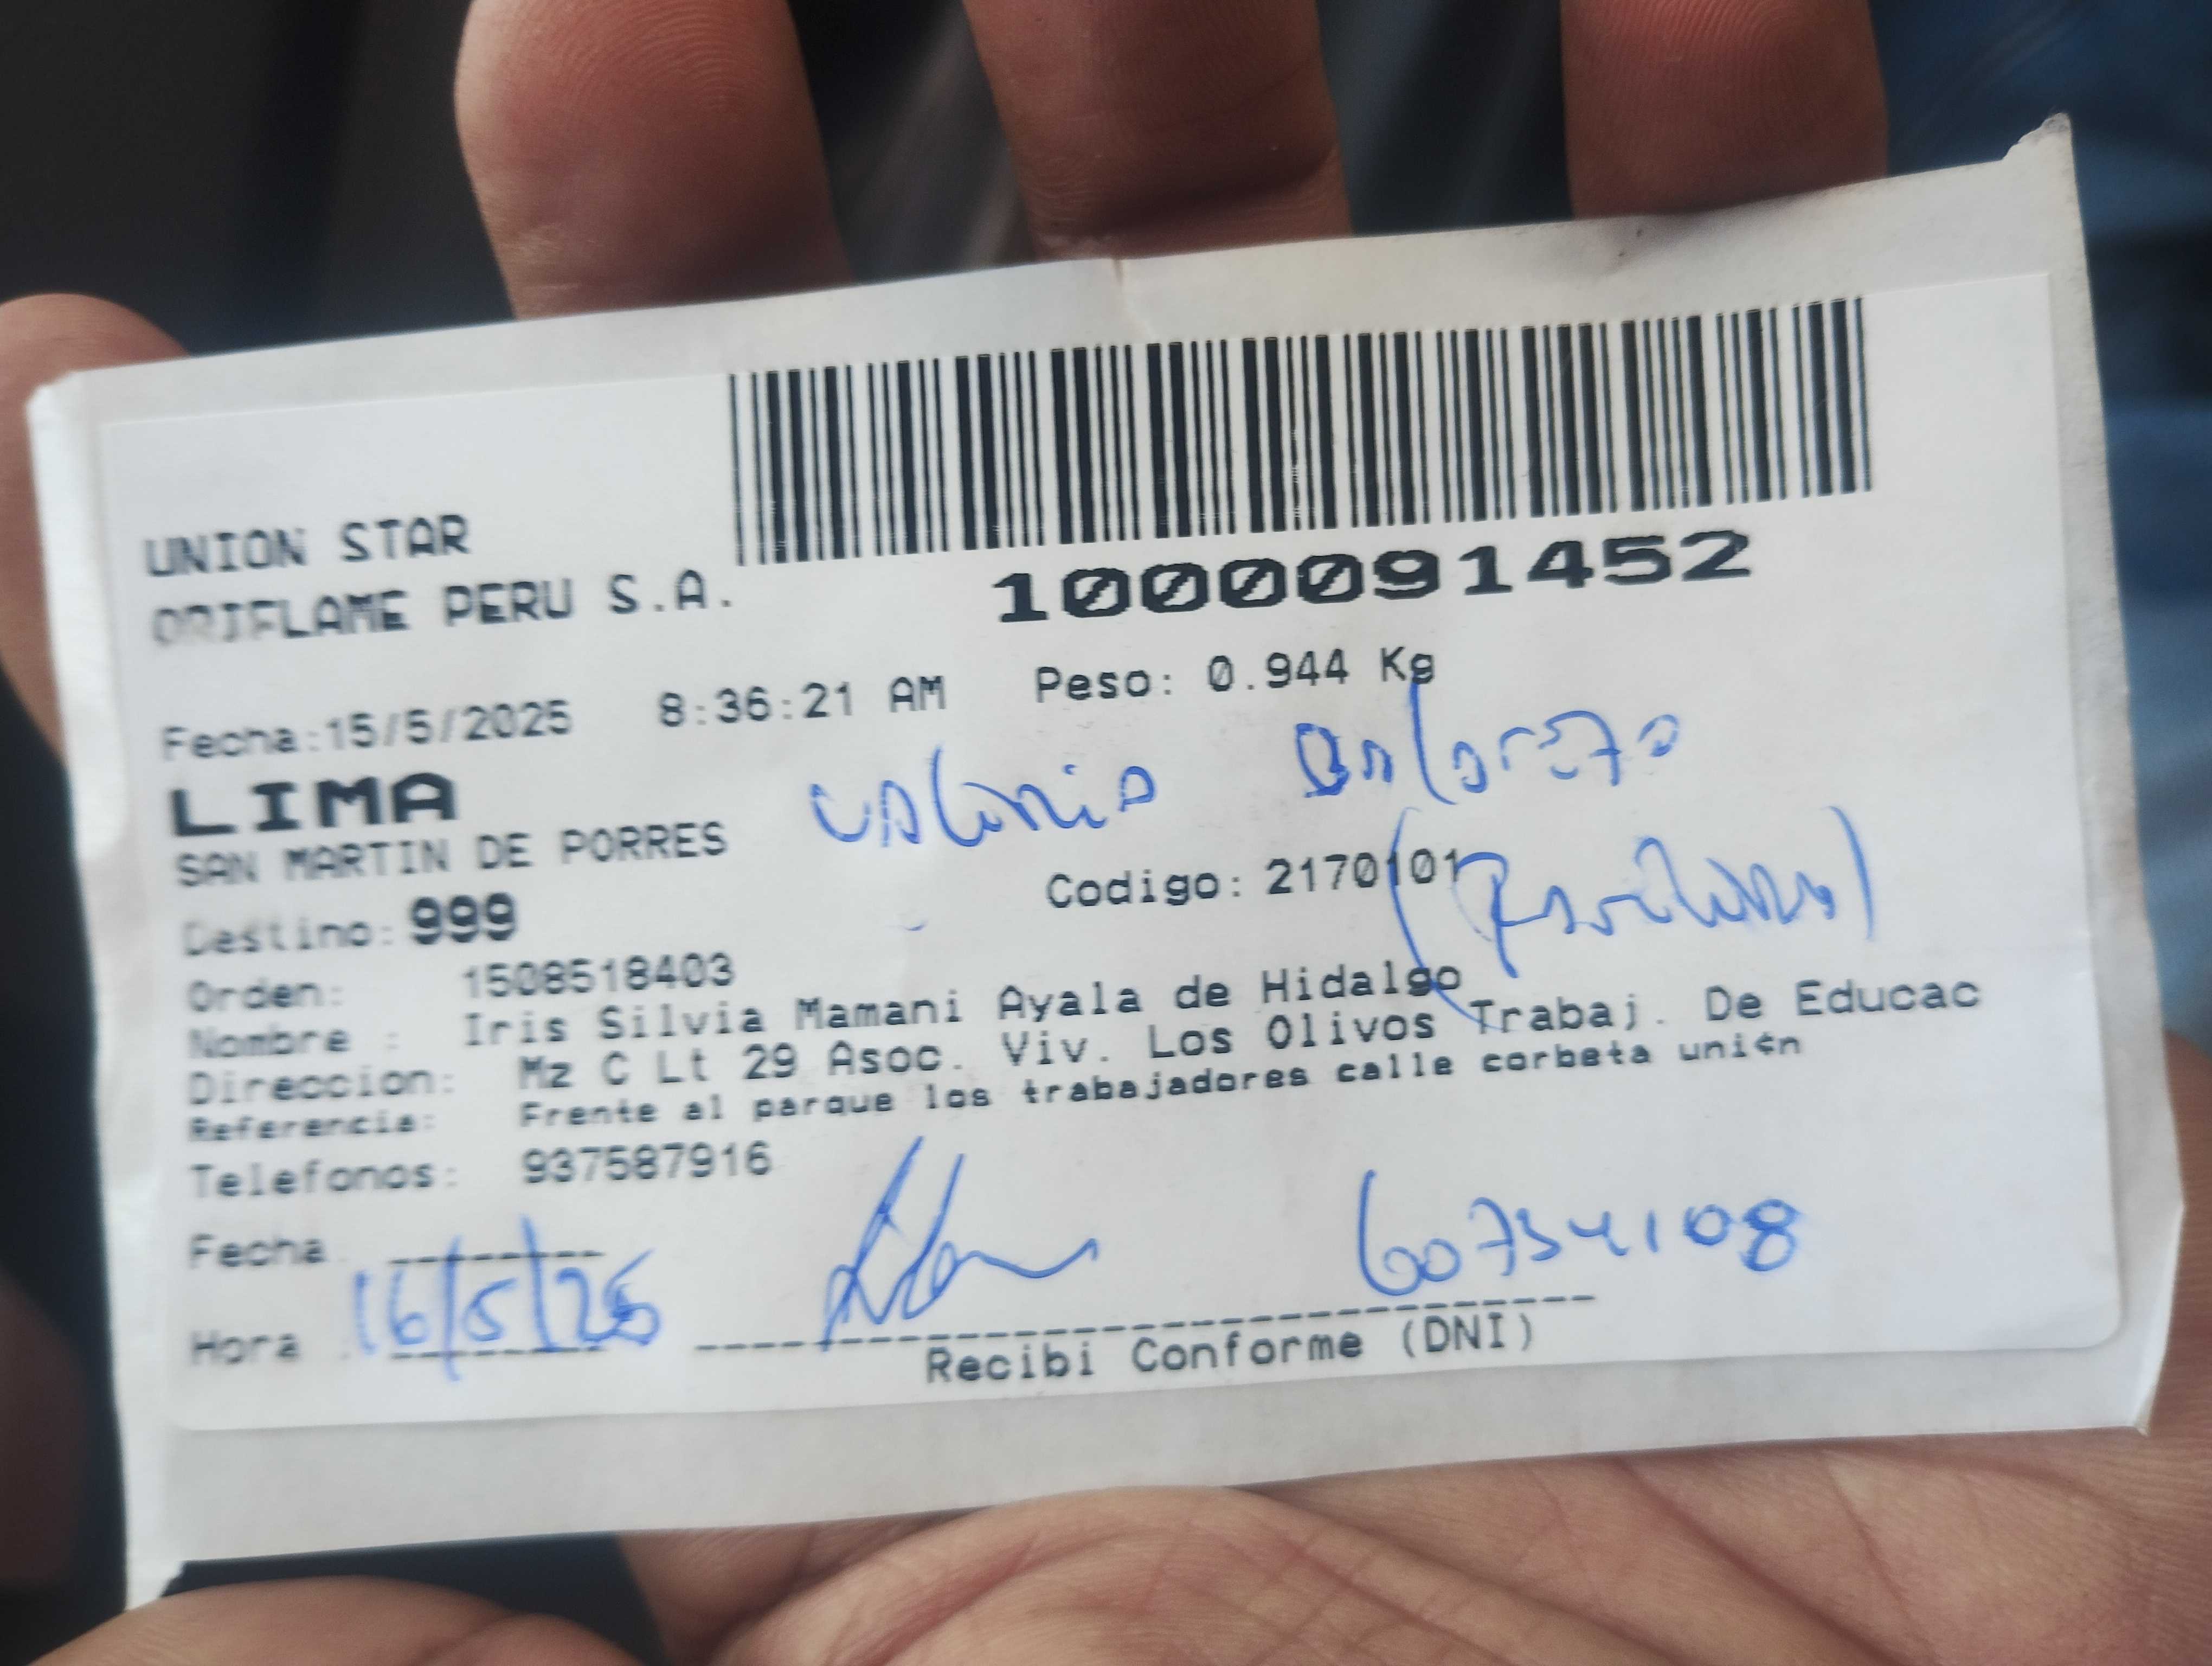 UNION STAR
ORIFLAME PERU S.A.
1000091452
Fecha:15/5/2025 8:36:21 AM Peso: 0.944 Kg
LIMA
SAN MARTIN DE PORRES
Destino: 999 Codigo: 2170101
Orden: 1508518403
Nombre : Iris Silvia Mamani Ayala de Hidalgo
Direccion: Mz C Lt 29 Asoc. Viv. Los Olivos Trabaj. De Educac
Referencia: Frente al parque los trabajadores calle corbeta uni¢n
Telefonos: 937587916
Fecha
Hora 16/5/25 60734108
Recibi Conforme (DNI)